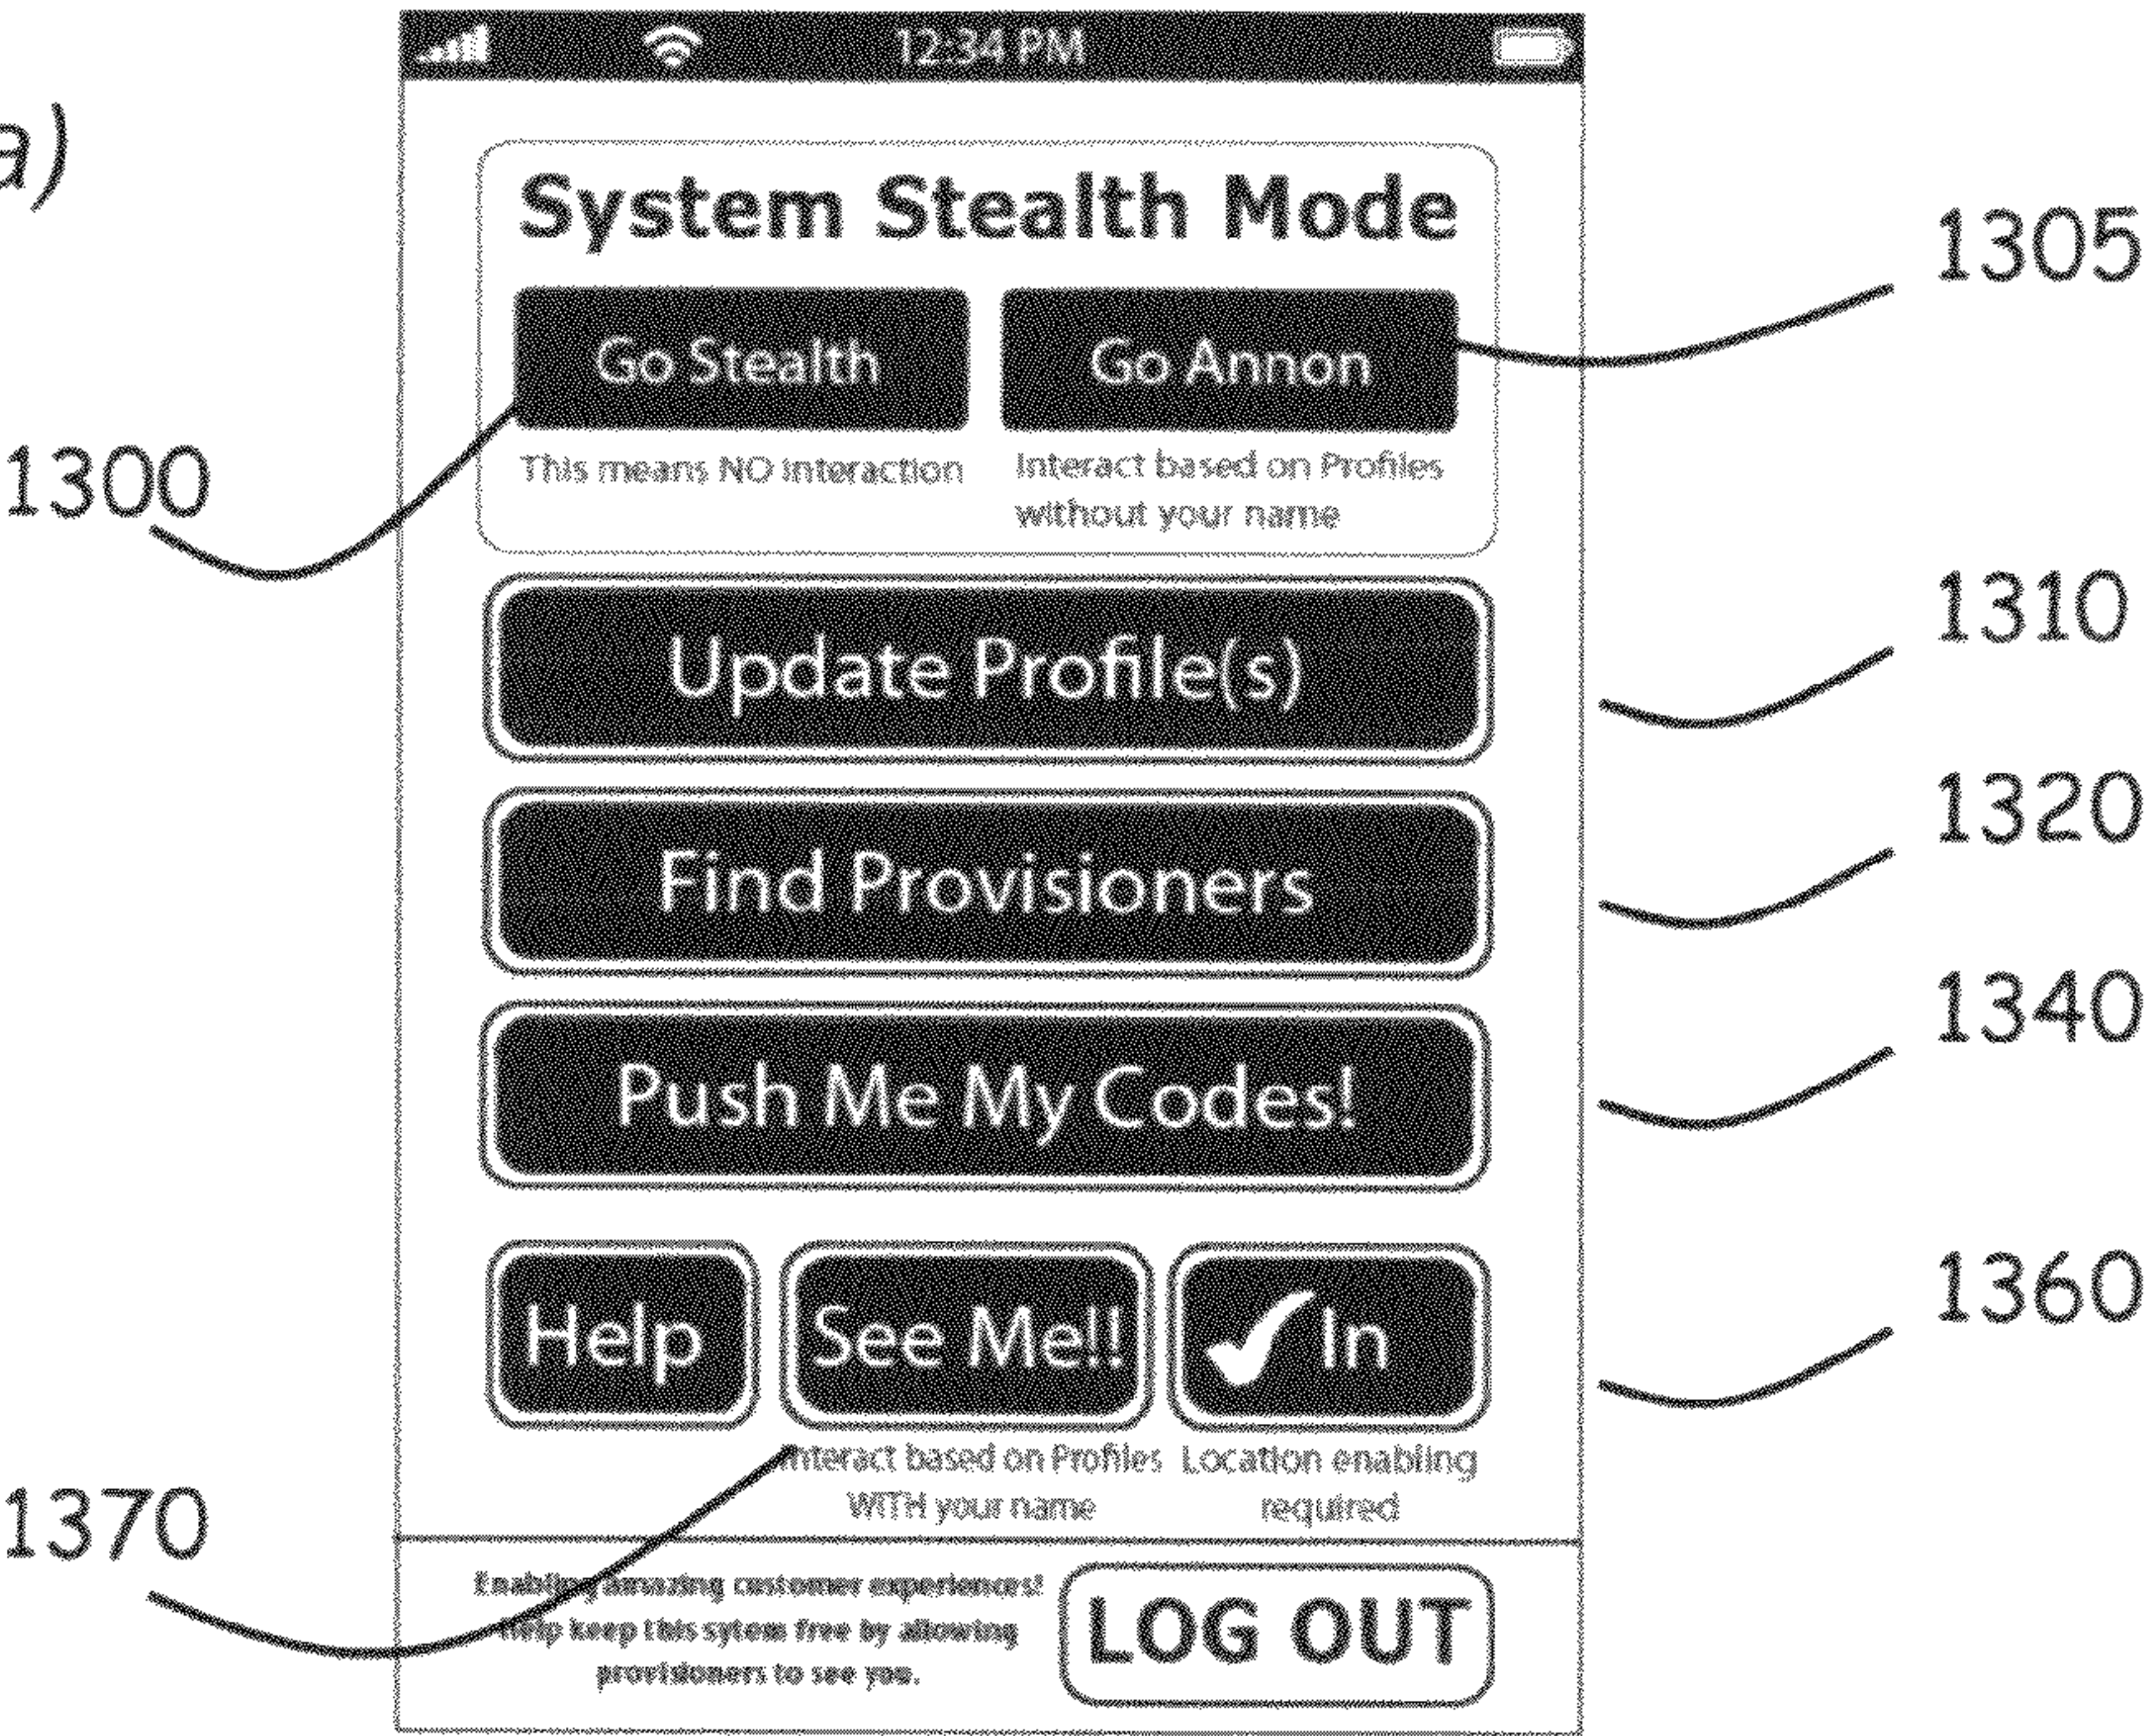 12:34 PM
a)
System Stealth Mode
1305
Go Stealth
Go Annon
1300
This means NO interaction
Interact based on Profiles
without your name
1310
Update Profile(s)
1320
Find Provisioners
1340
Push Me My Codes!
1360
Help
See Me!!
✓In
Interact based on Profiles
WITH your name
Location enabling
required
1370
Enabling amazing customer experiences!
Help keep this sytem free by allowing
provisioners to see you.
LOG OUT